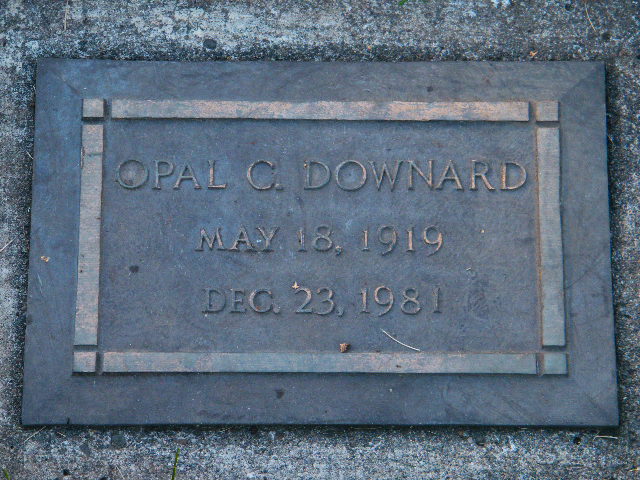 OPAL C. DOWNARD
MAY 18, 1919
DEC. 23, 1981